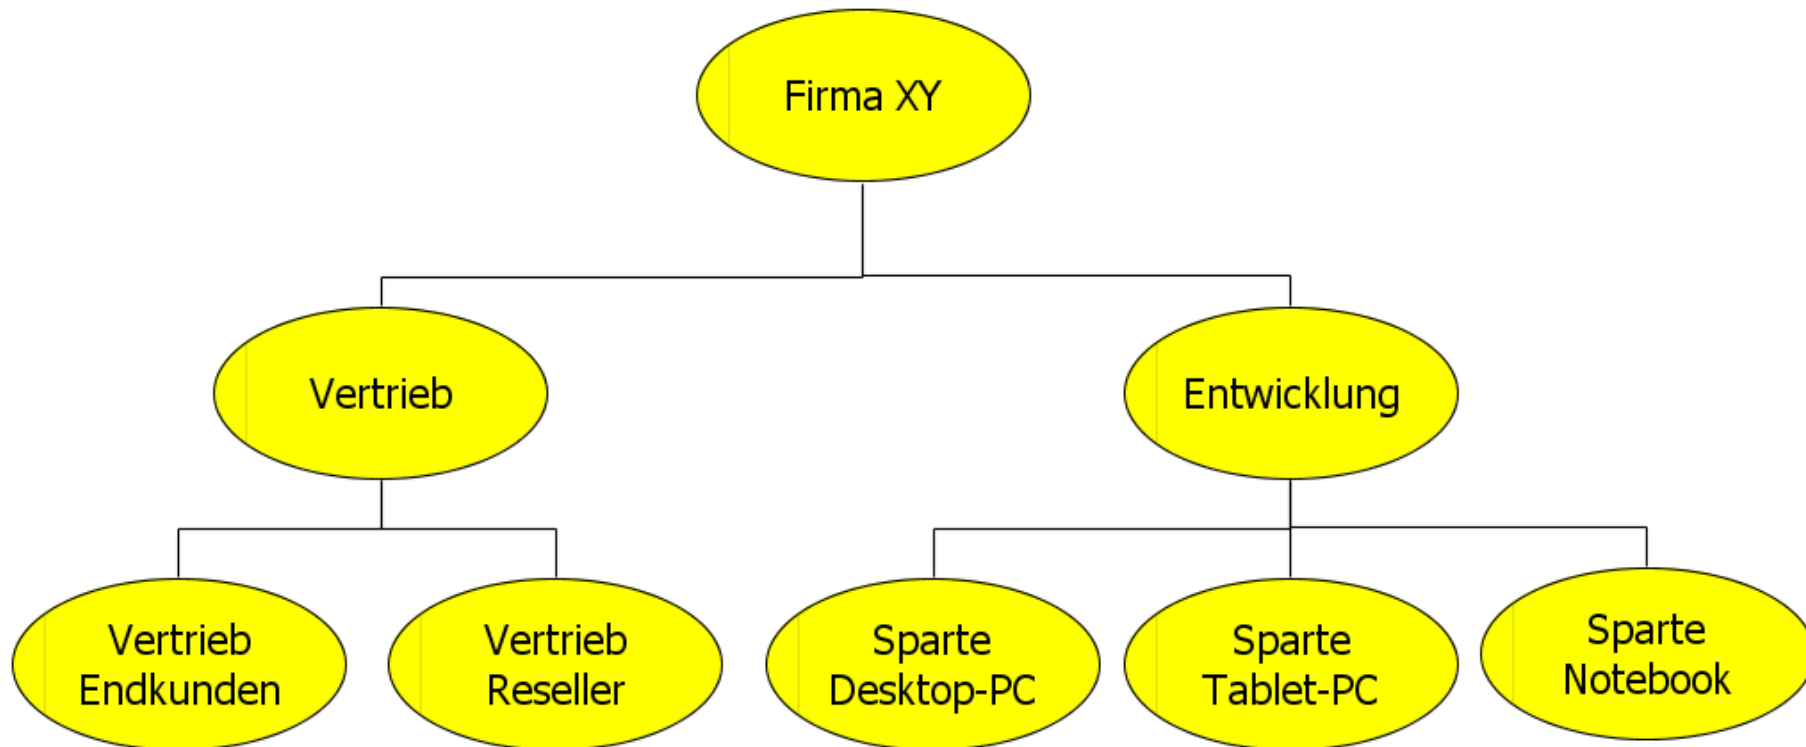 Firma XY
Vertrieb
Entwicklung
Vertrieb
Endkunden
Vertrieb
Reseller
Sparte
Desktop-PC
Sparte
Tablet-PC
Sparte
Notebook